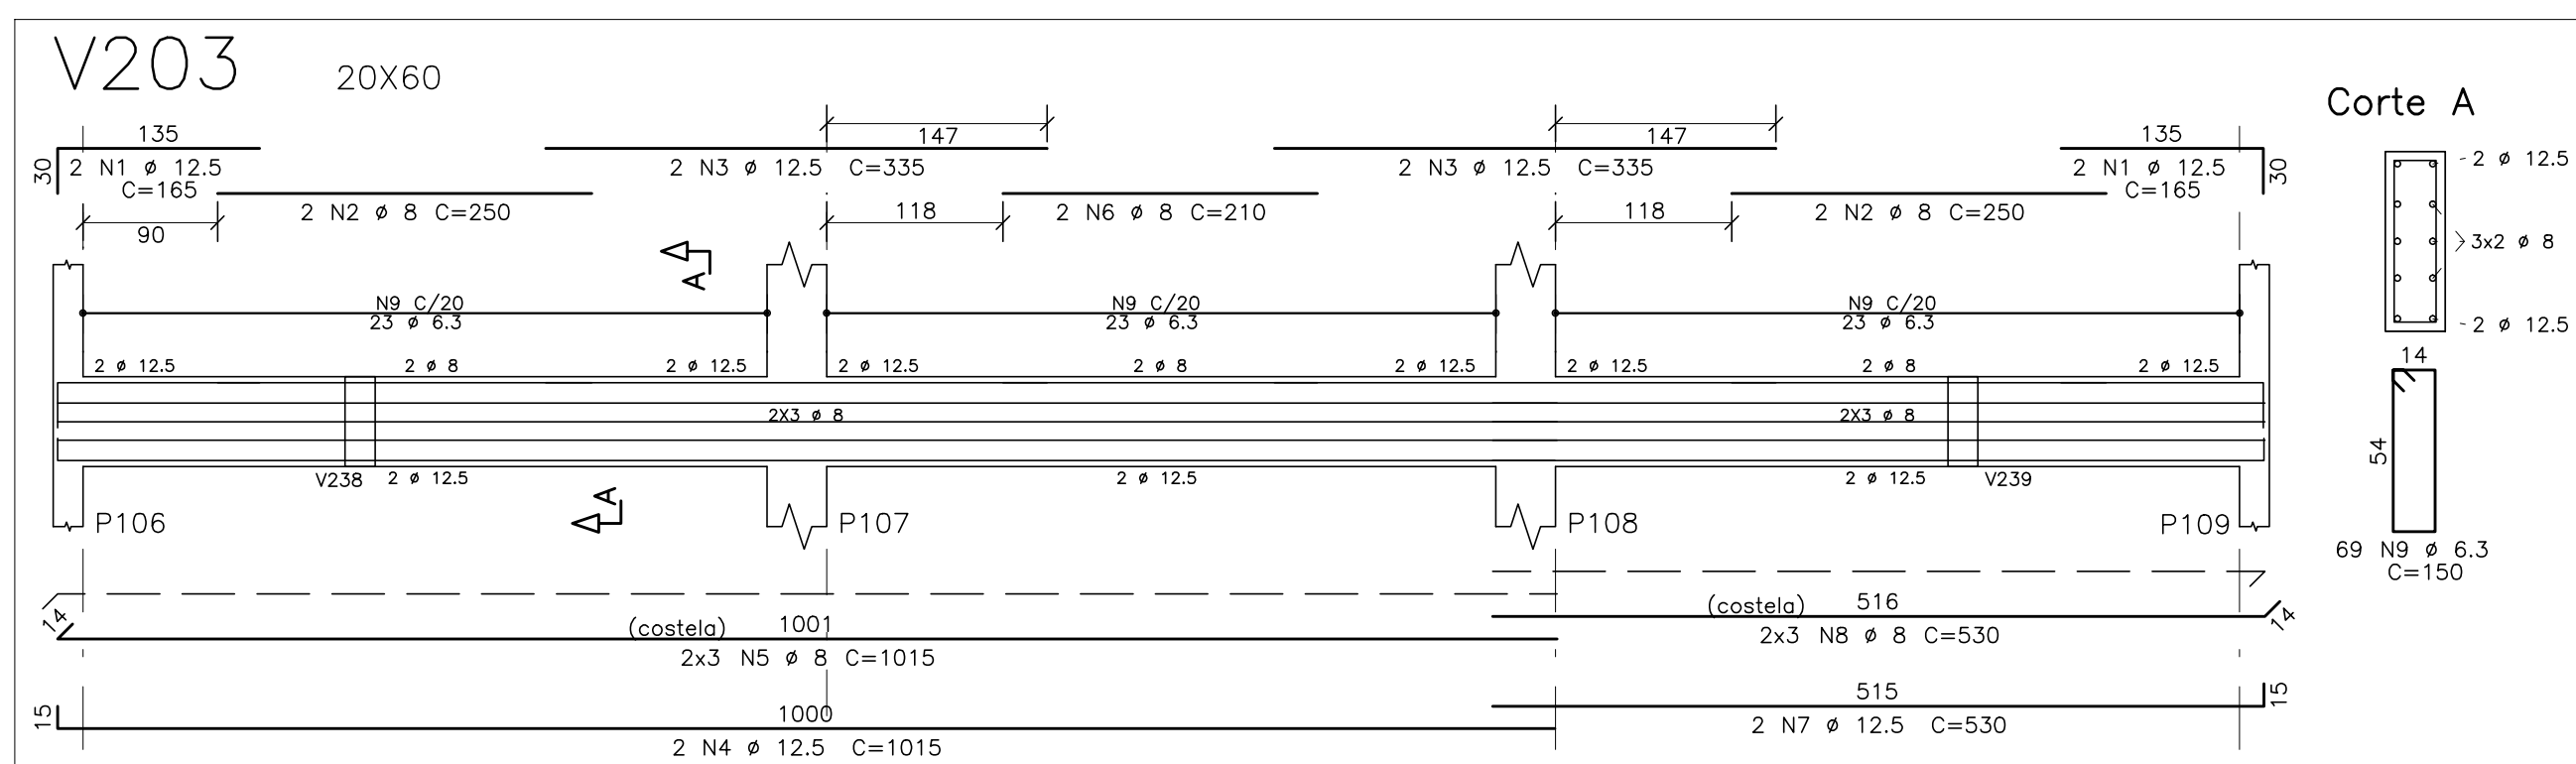 V203 20X60
Corte A
135 147 147 135
30 2 N1 ø 12.5 2 N3 ø 12.5 C=335 2 N3 ø 12.5 C=335 2 N1 ø 12.5 30
C=165 C=165
2 N2 ø 8 C=250 118 2 N6 ø 8 C=210 118 2 N2 ø 8 C=250
90
A
N9 C/20 N9 C/20 N9 C/20
23 ø 6.3 23 ø 6.3 23 ø 6.3
2 ø 12.5 2 ø 8 2 ø 12.5 2 ø 12.5 2 ø 8 2 ø 12.5 2 ø 12.5 2 ø 8 2 ø 12.5
2X3 ø 8 2X3 ø 8
V238 2 ø 12.5 2 ø 12.5 2 ø 12.5 V239
A
P106 P107 P108 P109
(costela) 516 14
2x3 N8 ø 8 C=530
14 (costela) 1001
2x3 N5 ø 8 C=1015
515 15
2 N7 ø 12.5 C=530
15 1000
2 N4 ø 12.5 C=1015
2 ø 12.5
3x2 ø 8
2 ø 12.5
14
54
69 N9 ø 6.3
C=150